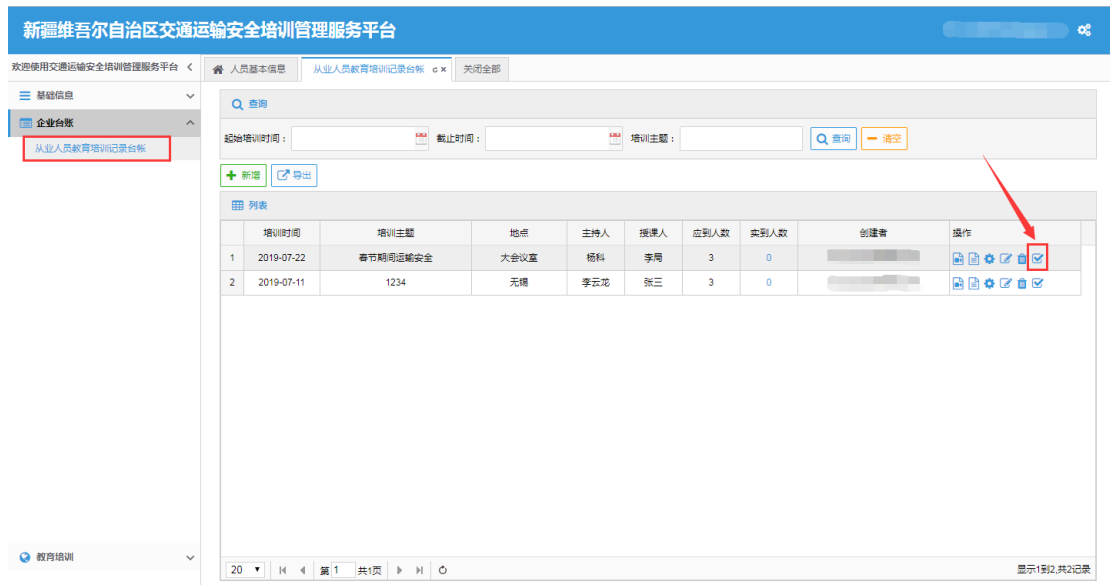 新疆维吾尔自治区交通运输安全培训管理服务平台
欢迎使用交通运输安全培训管理服务平台
人员基本信息 从业人员教育培训记录台帐 关闭全部
基础信息
企业台账
从业人员教育培训记录台帐
查询
起始培训时间： 截止时间： 培训主题： 查询 清空
新增 导出
列表
培训时间 培训主题 地点 主持人 授课人 应到人数 实到人数 创建者 操作
1 2019-07-22 春节期间运输安全 大会议室 杨科 李局 3 0
2 2019-07-11 1234 无锡 李云龙 张三 3 0
教育培训
20 第 1 共1页 显示1到2,共2记录